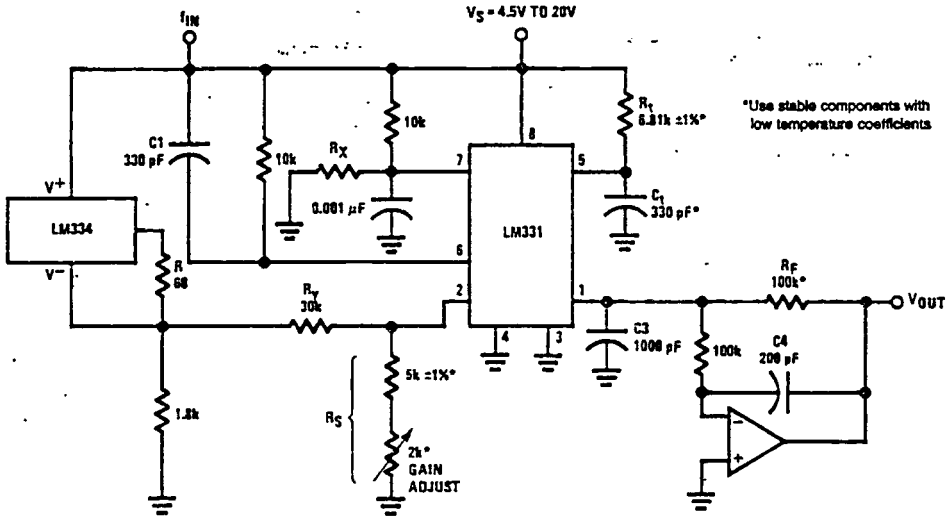 fIN
VS = 4.5V TO 20V
C1
330 pF
10k
10k
RX
0.001 µF
Rt
6.81k ±1%*
*Use stable components with
low temperature coefficients
Ct
330 pF*
V+
LM334
V−
R
68
7
8
5
6
LM331
2
1
4
3
RY
30k
RF
100k*
VOUT
C3
1000 pF
100k
C4
200 pF
5k ±1%*
RS
2k*
GAIN
ADJUST
1.8k
−
+